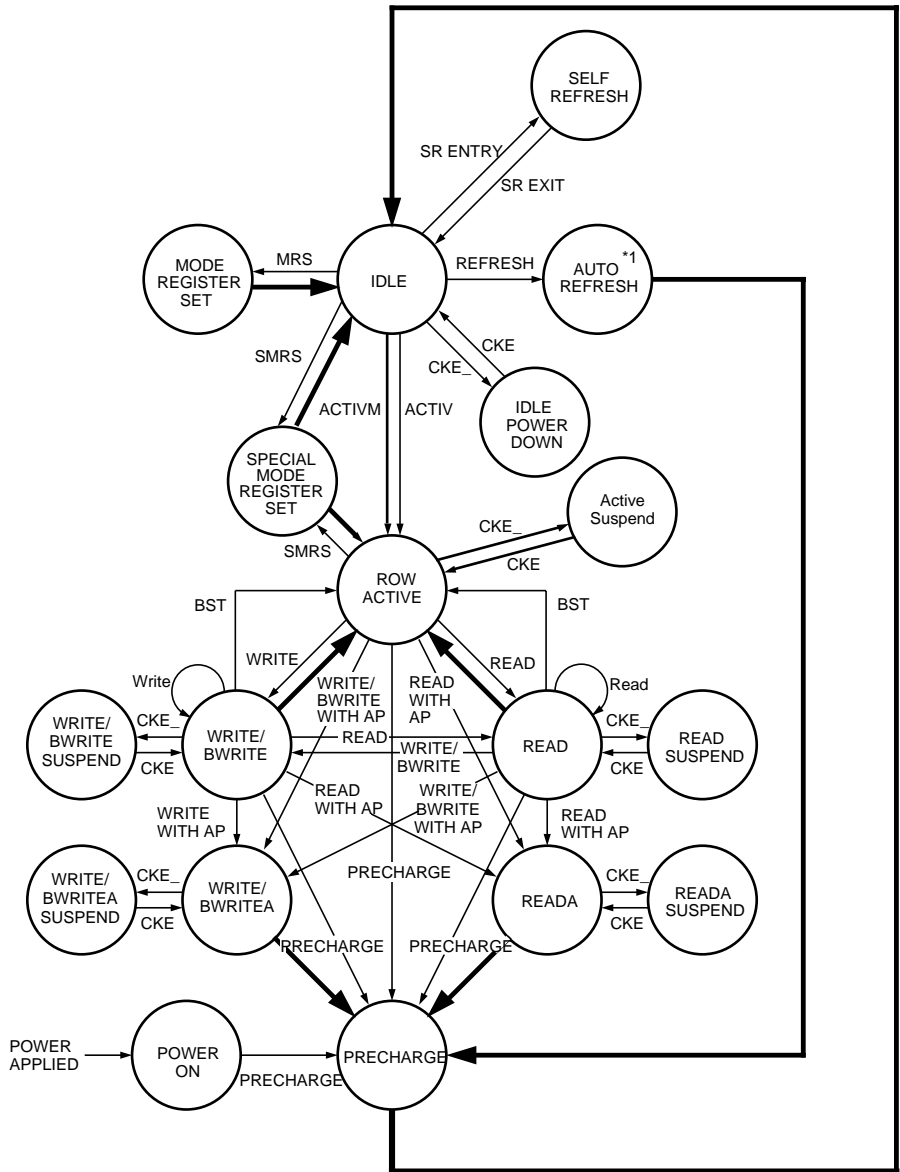 SELF
REFRESH
SR ENTRY
SR EXIT
MODE
REGISTER
SET
MRS
IDLE
REFRESH
AUTO *1
REFRESH
SMRS
CKE
CKE_
ACTIVM
ACTIV
IDLE
POWER
DOWN
SPECIAL
MODE
REGISTER
SET
Active
Suspend
CKE_
CKE
SMRS
ROW
ACTIVE
BST
BST
WRITE
READ
Write
WRITE/
BWRITE
WITH AP
READ
WITH
AP
Read
WRITE/
BWRITE
SUSPEND
CKE_
CKE
WRITE/
BWRITE
READ
WRITE/
BWRITE
READ
CKE_
CKE
READ
SUSPEND
WRITE
WITH AP
READ
WITH AP
WRITE/
BWRITE
WITH AP
READ
WITH AP
WRITE/
BWRITEA
SUSPEND
CKE_
CKE
WRITE/
BWRITEA
PRECHARGE
READA
CKE_
CKE
READA
SUSPEND
PRECHARGE
PRECHARGE
POWER
APPLIED
POWER
ON
PRECHARGE
PRECHARGE